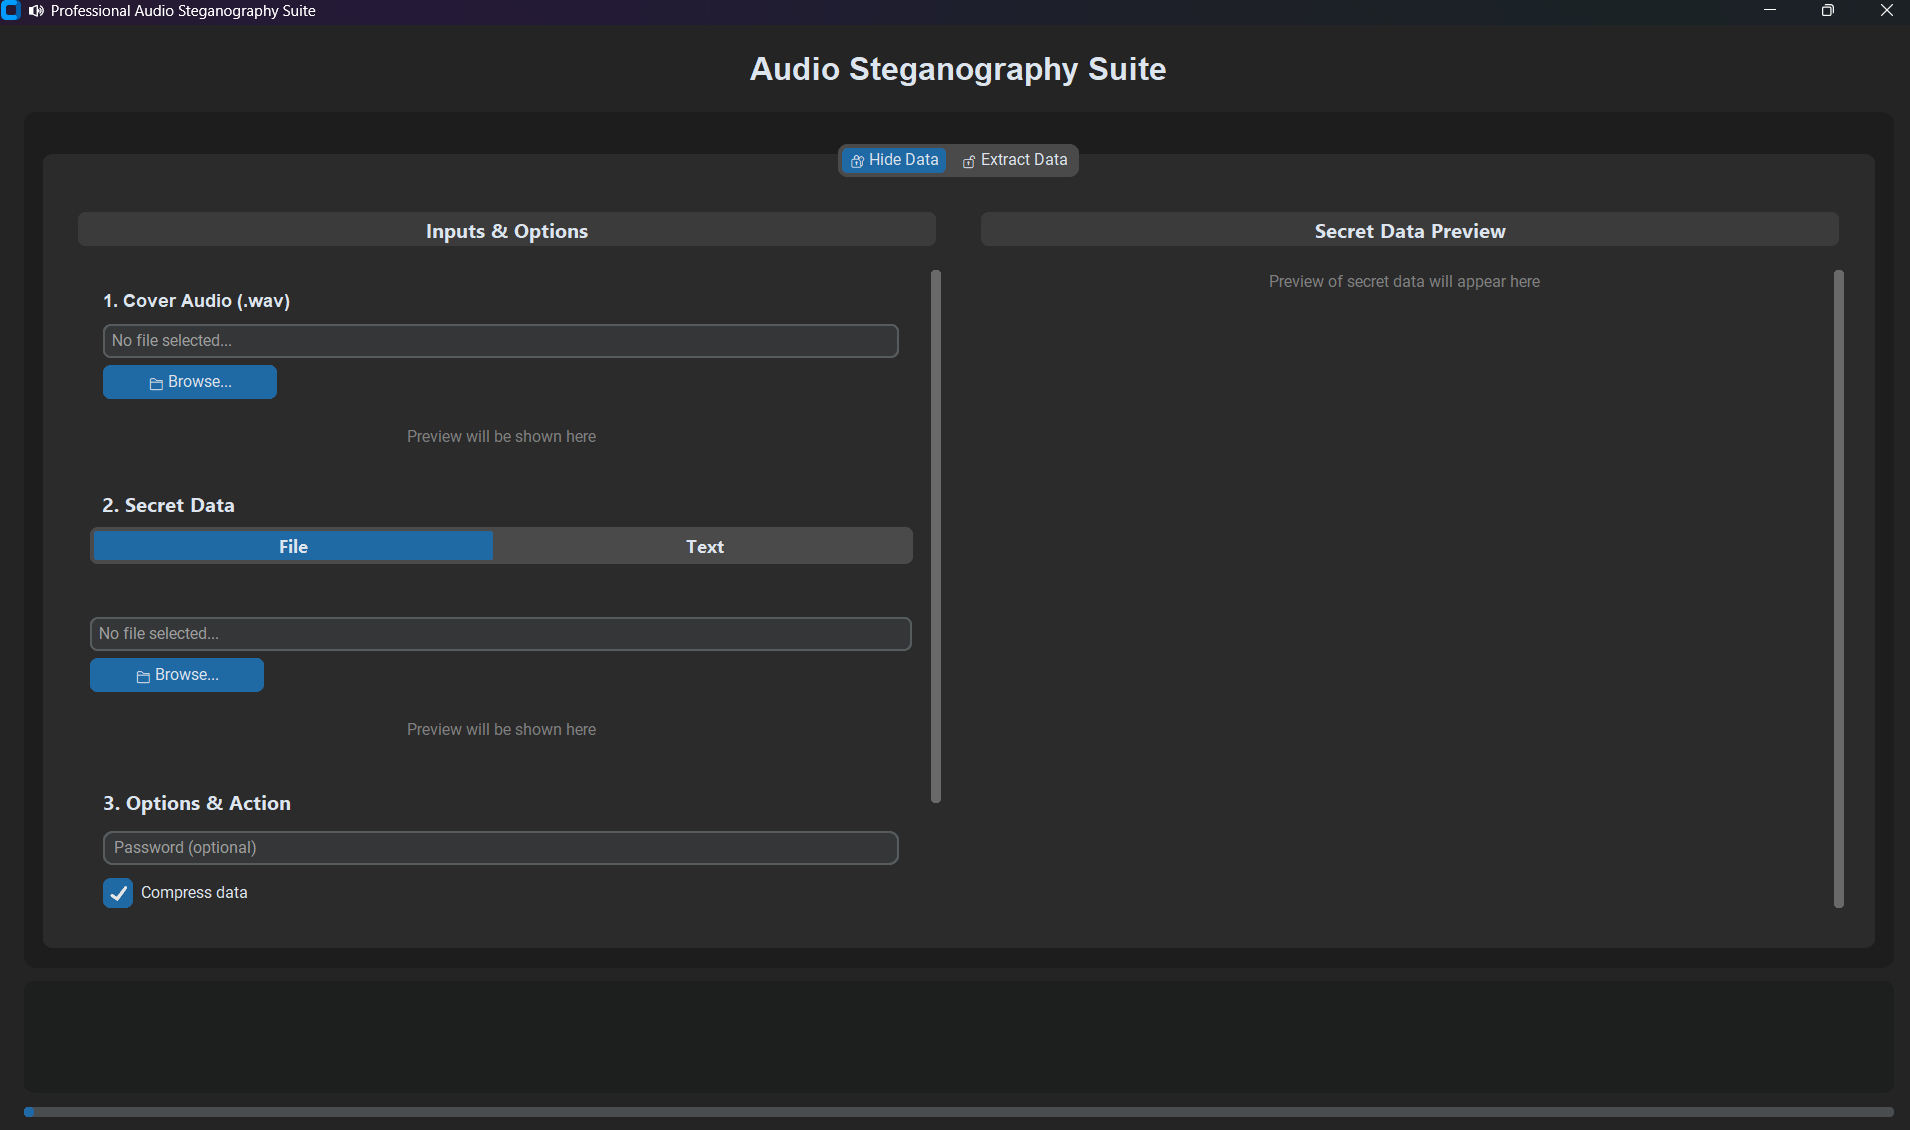 Professional Audio Steganography Suite
Audio Steganography Suite
Hide Data
Extract Data
Inputs & Options
1. Cover Audio (.wav)
No file selected...
Browse...
Preview will be shown here
2. Secret Data
File
Text
No file selected...
Browse...
Preview will be shown here
3. Options & Action
Password (optional)
Compress data
Secret Data Preview
Preview of secret data will appear here